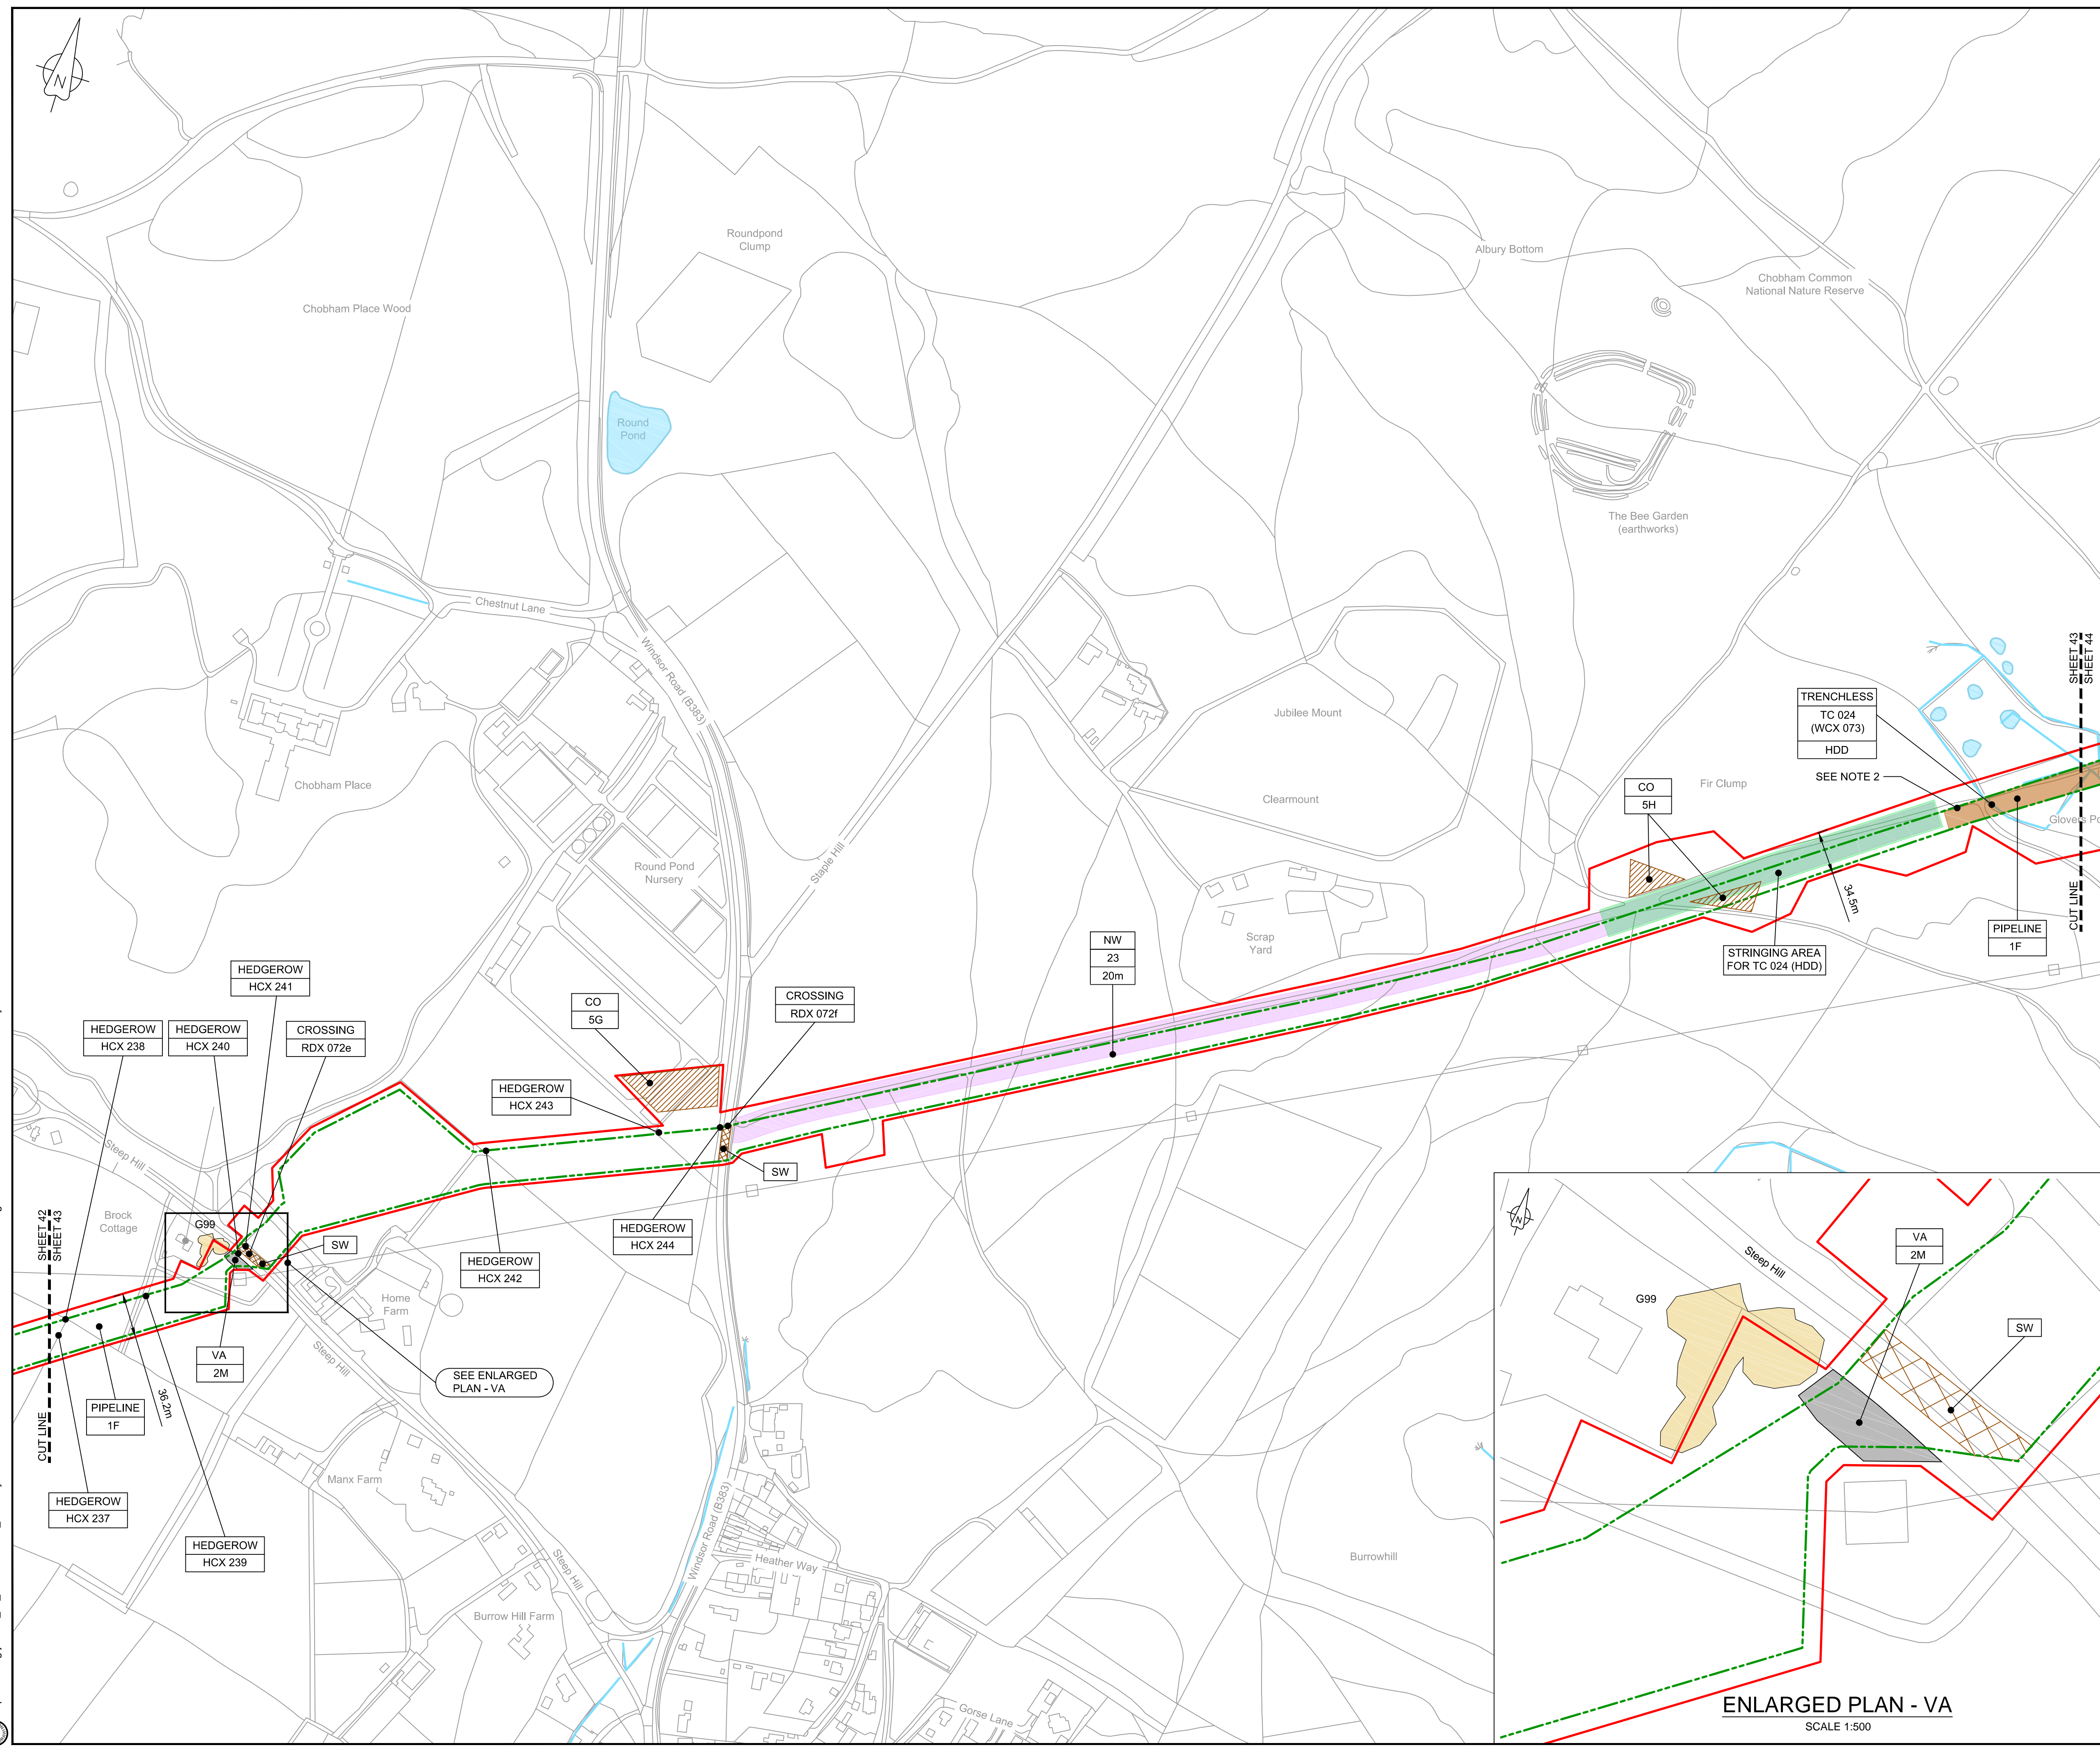 N
Roundpond
Clump
Albury Bottom
Chobham Common
National Nature Reserve
Chobham Place Wood
Round
Pond
The Bee Garden
(earthworks)
Chestnut Lane
Windsor Road (B383)
SHEET 43
SHEET 44
TRENCHLESS
TC 024
(WCX 073)
HDD
SEE NOTE 2
Jubilee Mount
Chobham Place
Clearmount
Fir Clump
CO
5H
Round Pond
Nursery
Staple Hill
34.5m
CUT LINE
PIPELINE
1F
Scrap
Yard
NW
23
20m
STRINGING AREA
FOR TC 024 (HDD)
HEDGEROW
HCX 241
CO
5G
CROSSING
RDX 072f
HEDGEROW
HCX 238
HEDGEROW
HCX 240
CROSSING
RDX 072e
HEDGEROW
HCX 243
Steep Hill
SW
Brock
Cottage
G99
SHEET 42
SHEET 43
SW
HEDGEROW
HCX 244
HEDGEROW
HCX 242
Home
Farm
VA
2M
Steep Hill
SEE ENLARGED
PLAN - VA
36.2m
PIPELINE
1F
CUT LINE
Manx Farm
HEDGEROW
HCX 237
HEDGEROW
HCX 239
Windsor Road (B383)
Heather Way
Steep Hill
Burrow Hill Farm
Burrowhill
Gorse Lane
N
Steep Hill
VA
2M
G99
SW
ENLARGED PLAN - VA
SCALE 1:500